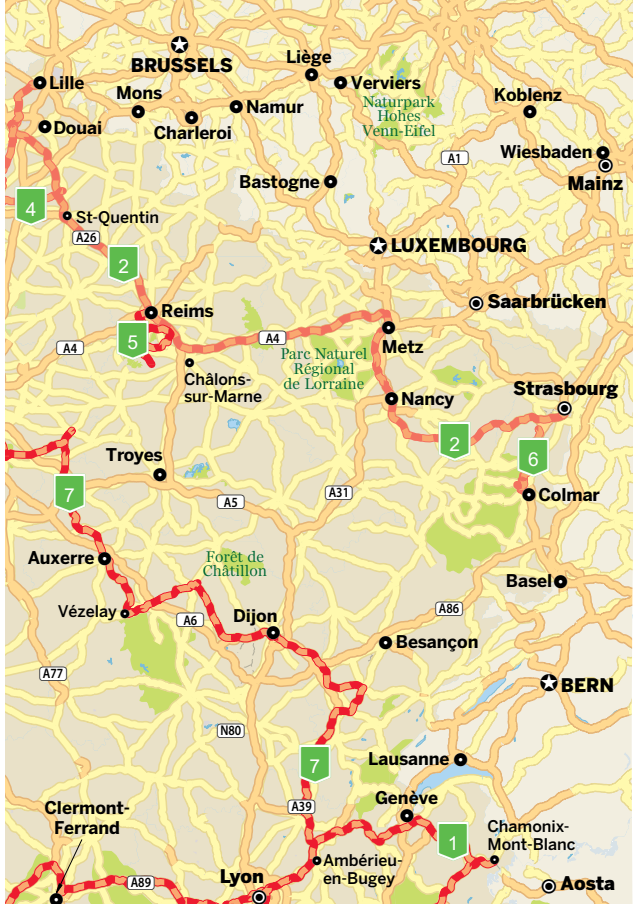 BRUSSELS
Liège
Lille
Mons
Namur
Verviers
Naturpark
Hohes
Venn-Eifel
Koblenz
Douai
Charleroi
A1
Wiesbaden
Mainz
Bastogne
4
St-Quentin
A26
LUXEMBOURG
2
Reims
Saarbrücken
5
A4
A4
Metz
Parc Naturel
Régional
de Lorraine
Châlons-
sur-Marne
Nancy
Strasbourg
2
6
Troyes
7
A5
A31
Colmar
Auxerre
Forêt de
Châtillon
Basel
Vézelay
A6
Dijon
A86
Besançon
A77
BERN
N80
7
Lausanne
Clermont-
Ferrand
A39
Genève
1
Chamonix-
Mont-Blanc
Ambérieu-
en-Bugey
A89
Lyon
Aosta